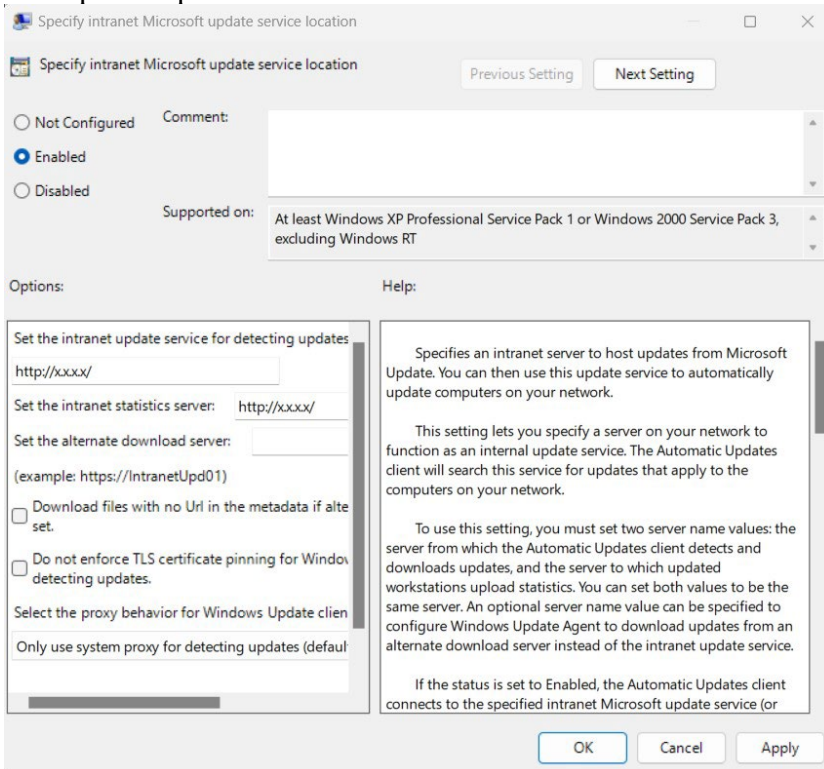 Specify intranet Microsoft update service location
Specify intranet Microsoft update service location
Previous Setting
Next Setting
Not Configured
Comment:
Enabled
Disabled
Supported on:
At least Windows XP Professional Service Pack 1 or Windows 2000 Service Pack 3,
excluding Windows RT
Options:
Help:
Set the intranet update service for detecting updates
http://x.x.x.x/
Set the intranet statistics server:
http://x.x.x.x/
Set the alternate download server:
(example: https://IntranetUpd01)
Download files with no Url in the metadata if alte
set.
Do not enforce TLS certificate pinning for Window
detecting updates.
Select the proxy behavior for Windows Update clien
Only use system proxy for detecting updates (defaul
Specifies an intranet server to host updates from Microsoft
Update. You can then use this update service to automatically
update computers on your network.
This setting lets you specify a server on your network to
function as an internal update service. The Automatic Updates
client will search this service for updates that apply to the
computers on your network.
To use this setting, you must set two server name values: the
server from which the Automatic Updates client detects and
downloads updates, and the server to which updated
workstations upload statistics. You can set both values to be the
same server. An optional server name value can be specified to
configure Windows Update Agent to download updates from an
alternate download server instead of the intranet update service.
If the status is set to Enabled, the Automatic Updates client
connects to the specified intranet Microsoft update service (or
OK
Cancel
Apply